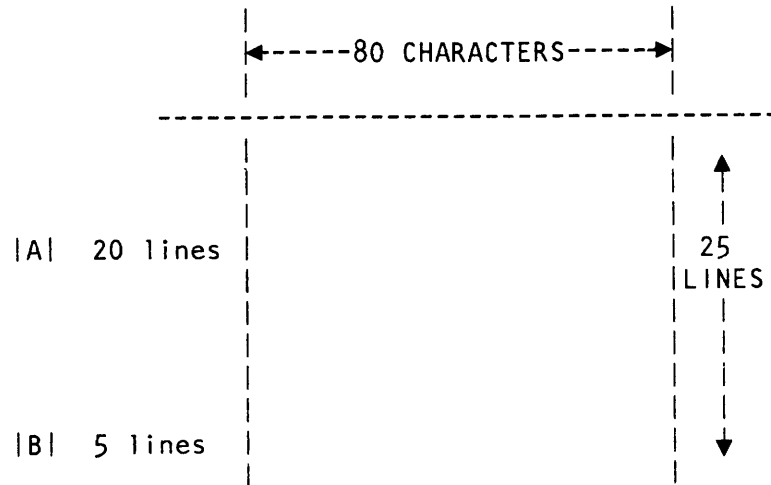 80 CHARACTERS
|A| 20 lines
25
LINES
|B| 5 lines